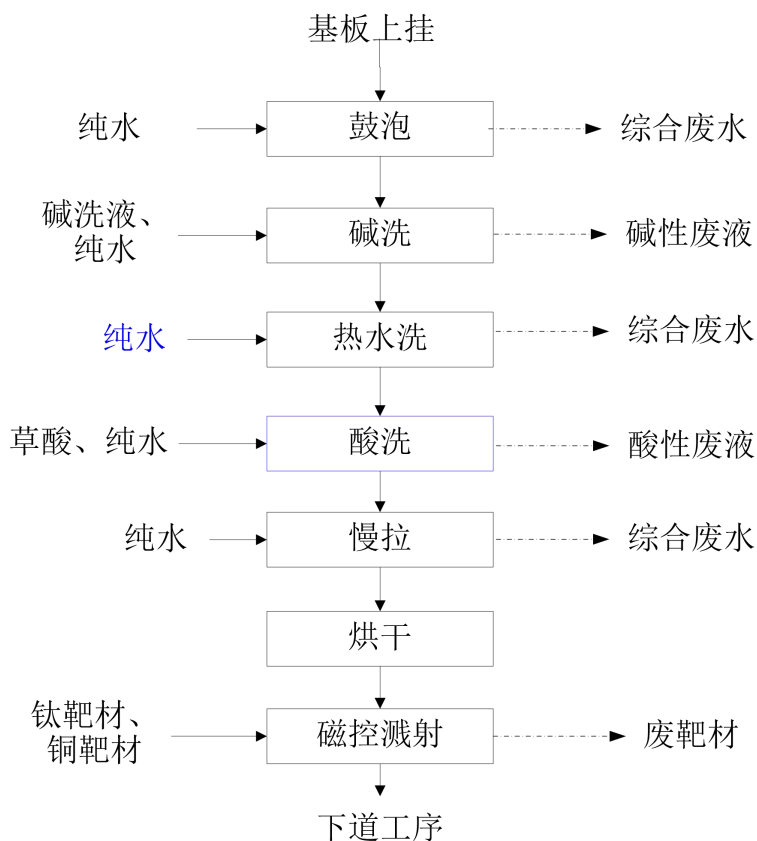 基板上挂
纯水
鼓泡
综合废水
碱洗液、
纯水
碱洗
碱性废液
纯水
热水洗
综合废水
草酸、纯水
酸洗
酸性废液
纯水
慢拉
综合废水
烘干
钛靶材、
铜靶材
磁控溅射
废靶材
下道工序